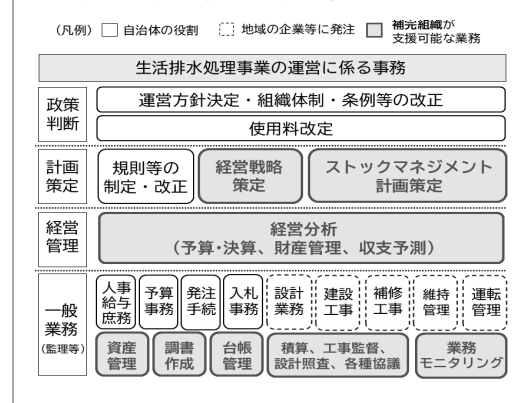 (凡例) 自治体の役割 地域の企業等に発注 補完組織が
支援可能な業務
生活排水処理事業の運営に係る事務
政策
判断
運営方針決定・組織体制・条例等の改正
使用料改定
計画
策定
規則等の
制定・改正
経営戦略
策定
ストックマネジメント
計画策定
経営
管理
経営分析
(予算・決算、財産管理、収支予測)
一般
業務
(監理等)
人事
給与
庶務
予算
事務
発注
手続
入札
事務
設計
業務
建設
工事
補修
工事
維持
管理
運転
管理
資産
管理
調書
作成
台帳
管理
積算、工事監督、
設計照査、各種協議
業務
モニタリング